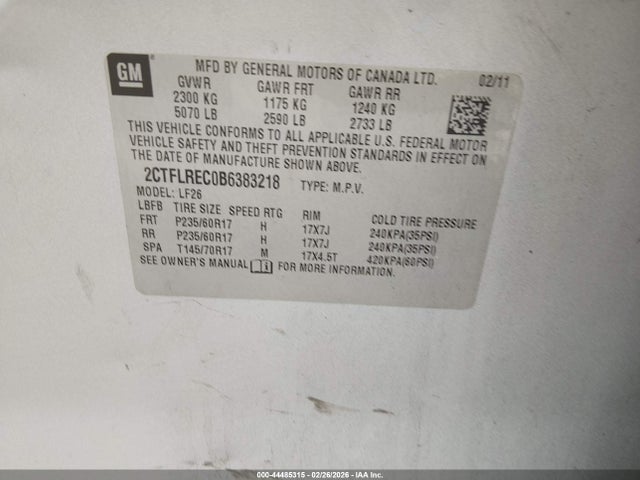 GM
MFD BY GENERAL MOTORS OF CANADA LTD. 02/11
GVWR GAWR FRT GAWR RR
2300 KG 1175 KG 1240 KG
5070 LB 2590 LB 2733 LB
THIS VEHICLE CONFORMS TO ALL APPLICABLE U.S. FEDERAL MOTOR
VEHICLE SAFETY AND THEFT PREVENTION STANDARDS IN EFFECT ON
THE DATE OF MANUFACTURE SHOWN ABOVE.
2CTFLREC0B6383218 TYPE: M.P.V.
MODEL: LF26
LBFB TIRE SIZE SPEED RTG RIM COLD TIRE PRESSURE
FRT P235/60R17 H 17X7J 240KPA(35PSI)
RR P235/60R17 H 17X7J 240KPA(35PSI)
SPA T145/70R17 M 17X4.5T 420KPA(60PSI)
SEE OWNER'S MANUAL FOR MORE INFORMATION.
000-44485315 - 02/26/2026 - IAA Inc.